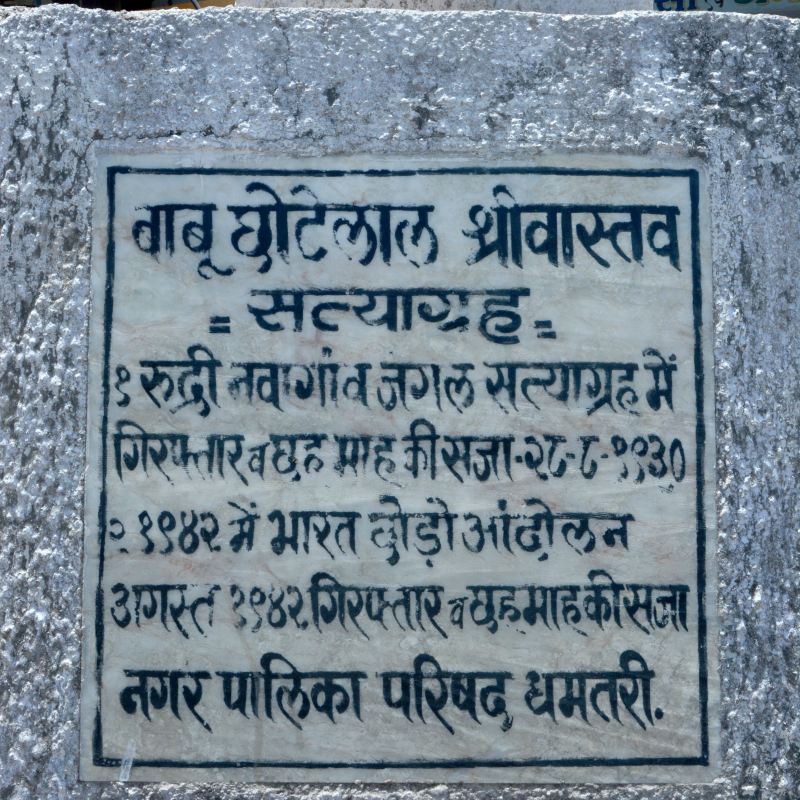 बाबू छोटेलाल श्रीवास्तव
= सत्याग्रह =
१ रुद्री नवागांव जंगल सत्याग्रह में
गिरफ्तार व छह माह की सजा-२८-८-१९३०
२ १९४२ में भारत छोड़ो आंदोलन
अगस्त १९४२ गिरफ्तार व छह माह की सजा
नगर पालिका परिषद धमतरी.